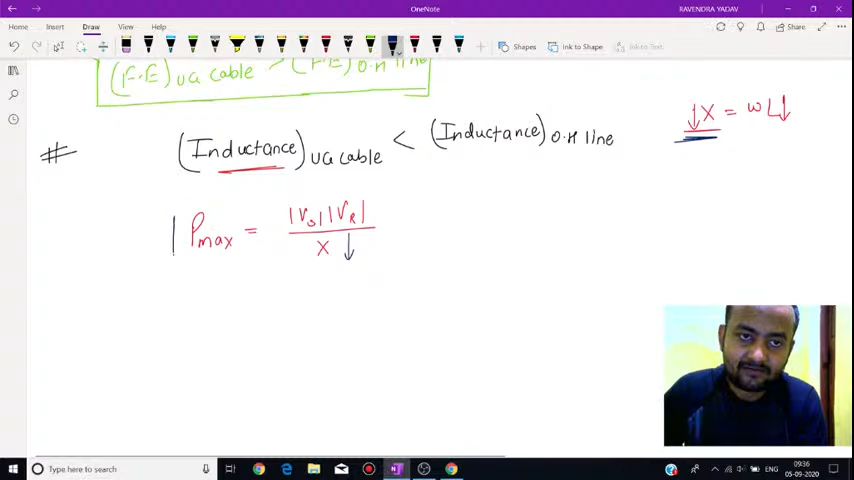 OneNote
RAVENDRA YADAV
Home Insert Draw View Help
Share
Shapes Ink to Shape Ink to Text
(F.E) UG cable > (F.E) O.H line
# (Inductance) UG cable < (Inductance) O.H line
↓X = ωL↓
Pmax = |Vs| |VR| / X ↓
Type here to search
ENG
09:36
05-09-2020